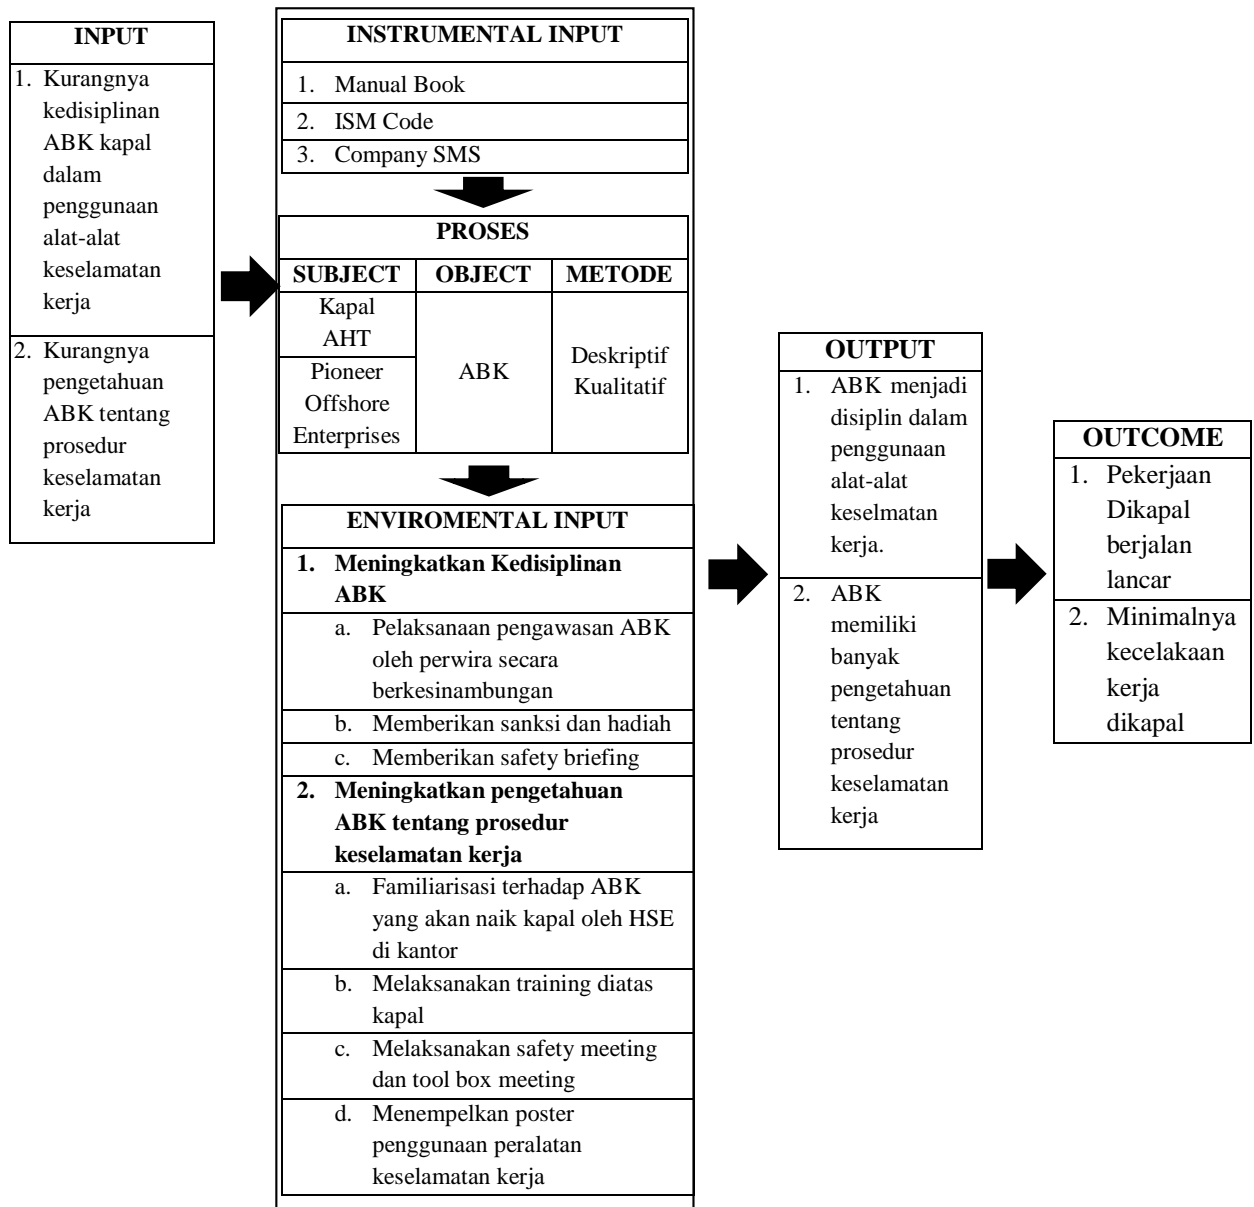 INPUT
1. Kurangnya
kedisiplinan
ABK kapal
dalam
penggunaan
alat-alat
keselamatan
kerja
2. Kurangnya
pengetahuan
ABK tentang
prosedur
keselamatan
kerja
INSTRUMENTAL INPUT
1. Manual Book
2. ISM Code
3. Company SMS
PROSES
SUBJECT OBJECT METODE
Kapal
AHT
Pioneer
Offshore
Enterprises
ABK
Deskriptif
Kualitatif
ENVIROMENTAL INPUT
1. Meningkatkan Kedisiplinan
ABK
a. Pelaksanaan pengawasan ABK
oleh perwira secara
berkesinambungan
b. Memberikan sanksi dan hadiah
c. Memberikan safety briefing
2. Meningkatkan pengetahuan
ABK tentang prosedur
keselamatan kerja
a. Familiarisasi terhadap ABK
yang akan naik kapal oleh HSE
di kantor
b. Melaksanakan training diatas
kapal
c. Melaksanakan safety meeting
dan tool box meeting
d. Menempelkan poster
penggunaan peralatan
keselamatan kerja
OUTPUT
1. ABK menjadi
disiplin dalam
penggunaan
alat-alat
keselmatan
kerja.
2. ABK
memiliki
banyak
pengetahuan
tentang
prosedur
keselamatan
kerja
OUTCOME
1. Pekerjaan
Dikapal
berjalan
lancar
2. Minimalnya
kecelakaan
kerja
dikapal